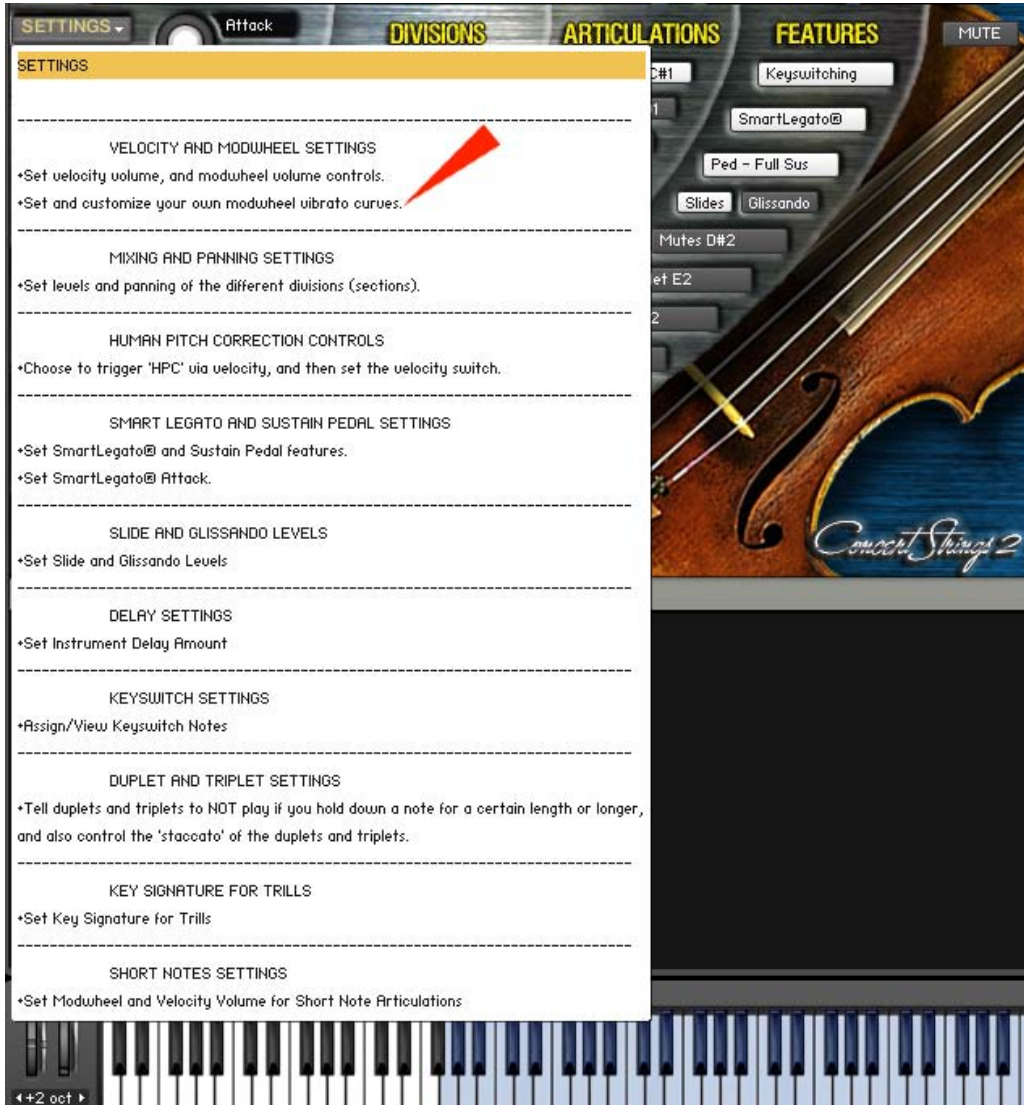 SETTINGS
Attack
DIVISIONS
ARTICULATIONS
FEATURES
MUTE
SETTINGS
C#1
Keyswitching
1
SmartLegato®
VELOCITY AND MODWHEEL SETTINGS
+Set velocity volume, and modwheel volume controls.
Ped - Full Sus
+Set and customize your own modwheel vibrato curves.
Slides
Glissando
Mutes D#2
MIXING AND PANNING SETTINGS
+Set levels and panning of the different divisions (sections).
et E2
2
HUMAN PITCH CORRECTION CONTROLS
+Choose to trigger 'HPC' via velocity, and then set the velocity switch.
SMART LEGATO AND SUSTAIN PEDAL SETTINGS
+Set SmartLegato® and Sustain Pedal features.
+Set SmartLegato® Attack.
SLIDE AND GLISSANDO LEVELS
Concert Strings 2
+Set Slide and Glissando Levels
DELAY SETTINGS
+Set Instrument Delay Amount
KEYSWITCH SETTINGS
+Assign/View Keyswitch Notes
DUPLET AND TRIPLET SETTINGS
+Tell duplets and triplets to NOT play if you hold down a note for a certain length or longer,
and also control the 'staccato' of the duplets and triplets.
KEY SIGNATURE FOR TRILLS
+Set Key Signature for Trills
SHORT NOTES SETTINGS
+Set Modwheel and Velocity Volume for Short Note Articulations
+2 oct